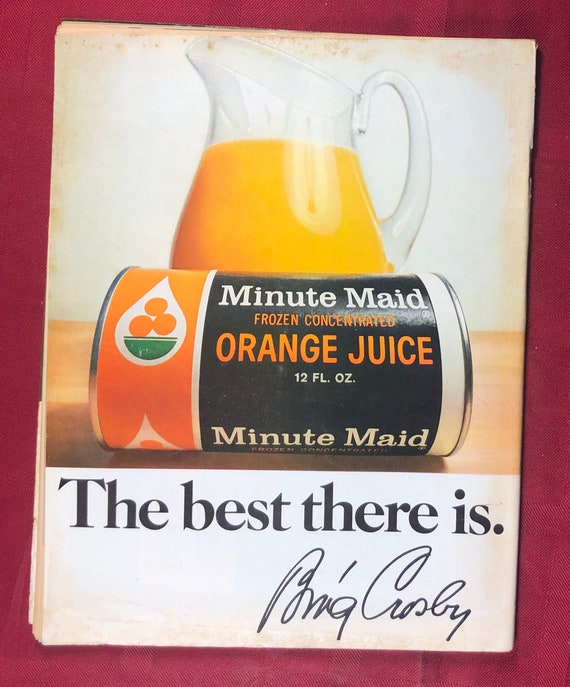 Minute Maid®
FROZEN CONCENTRATED
ORANGE JUICE
12 FL. OZ.
Minute Maid®
FROZEN CONCENTRATED
The best there is.
Bing Crosby